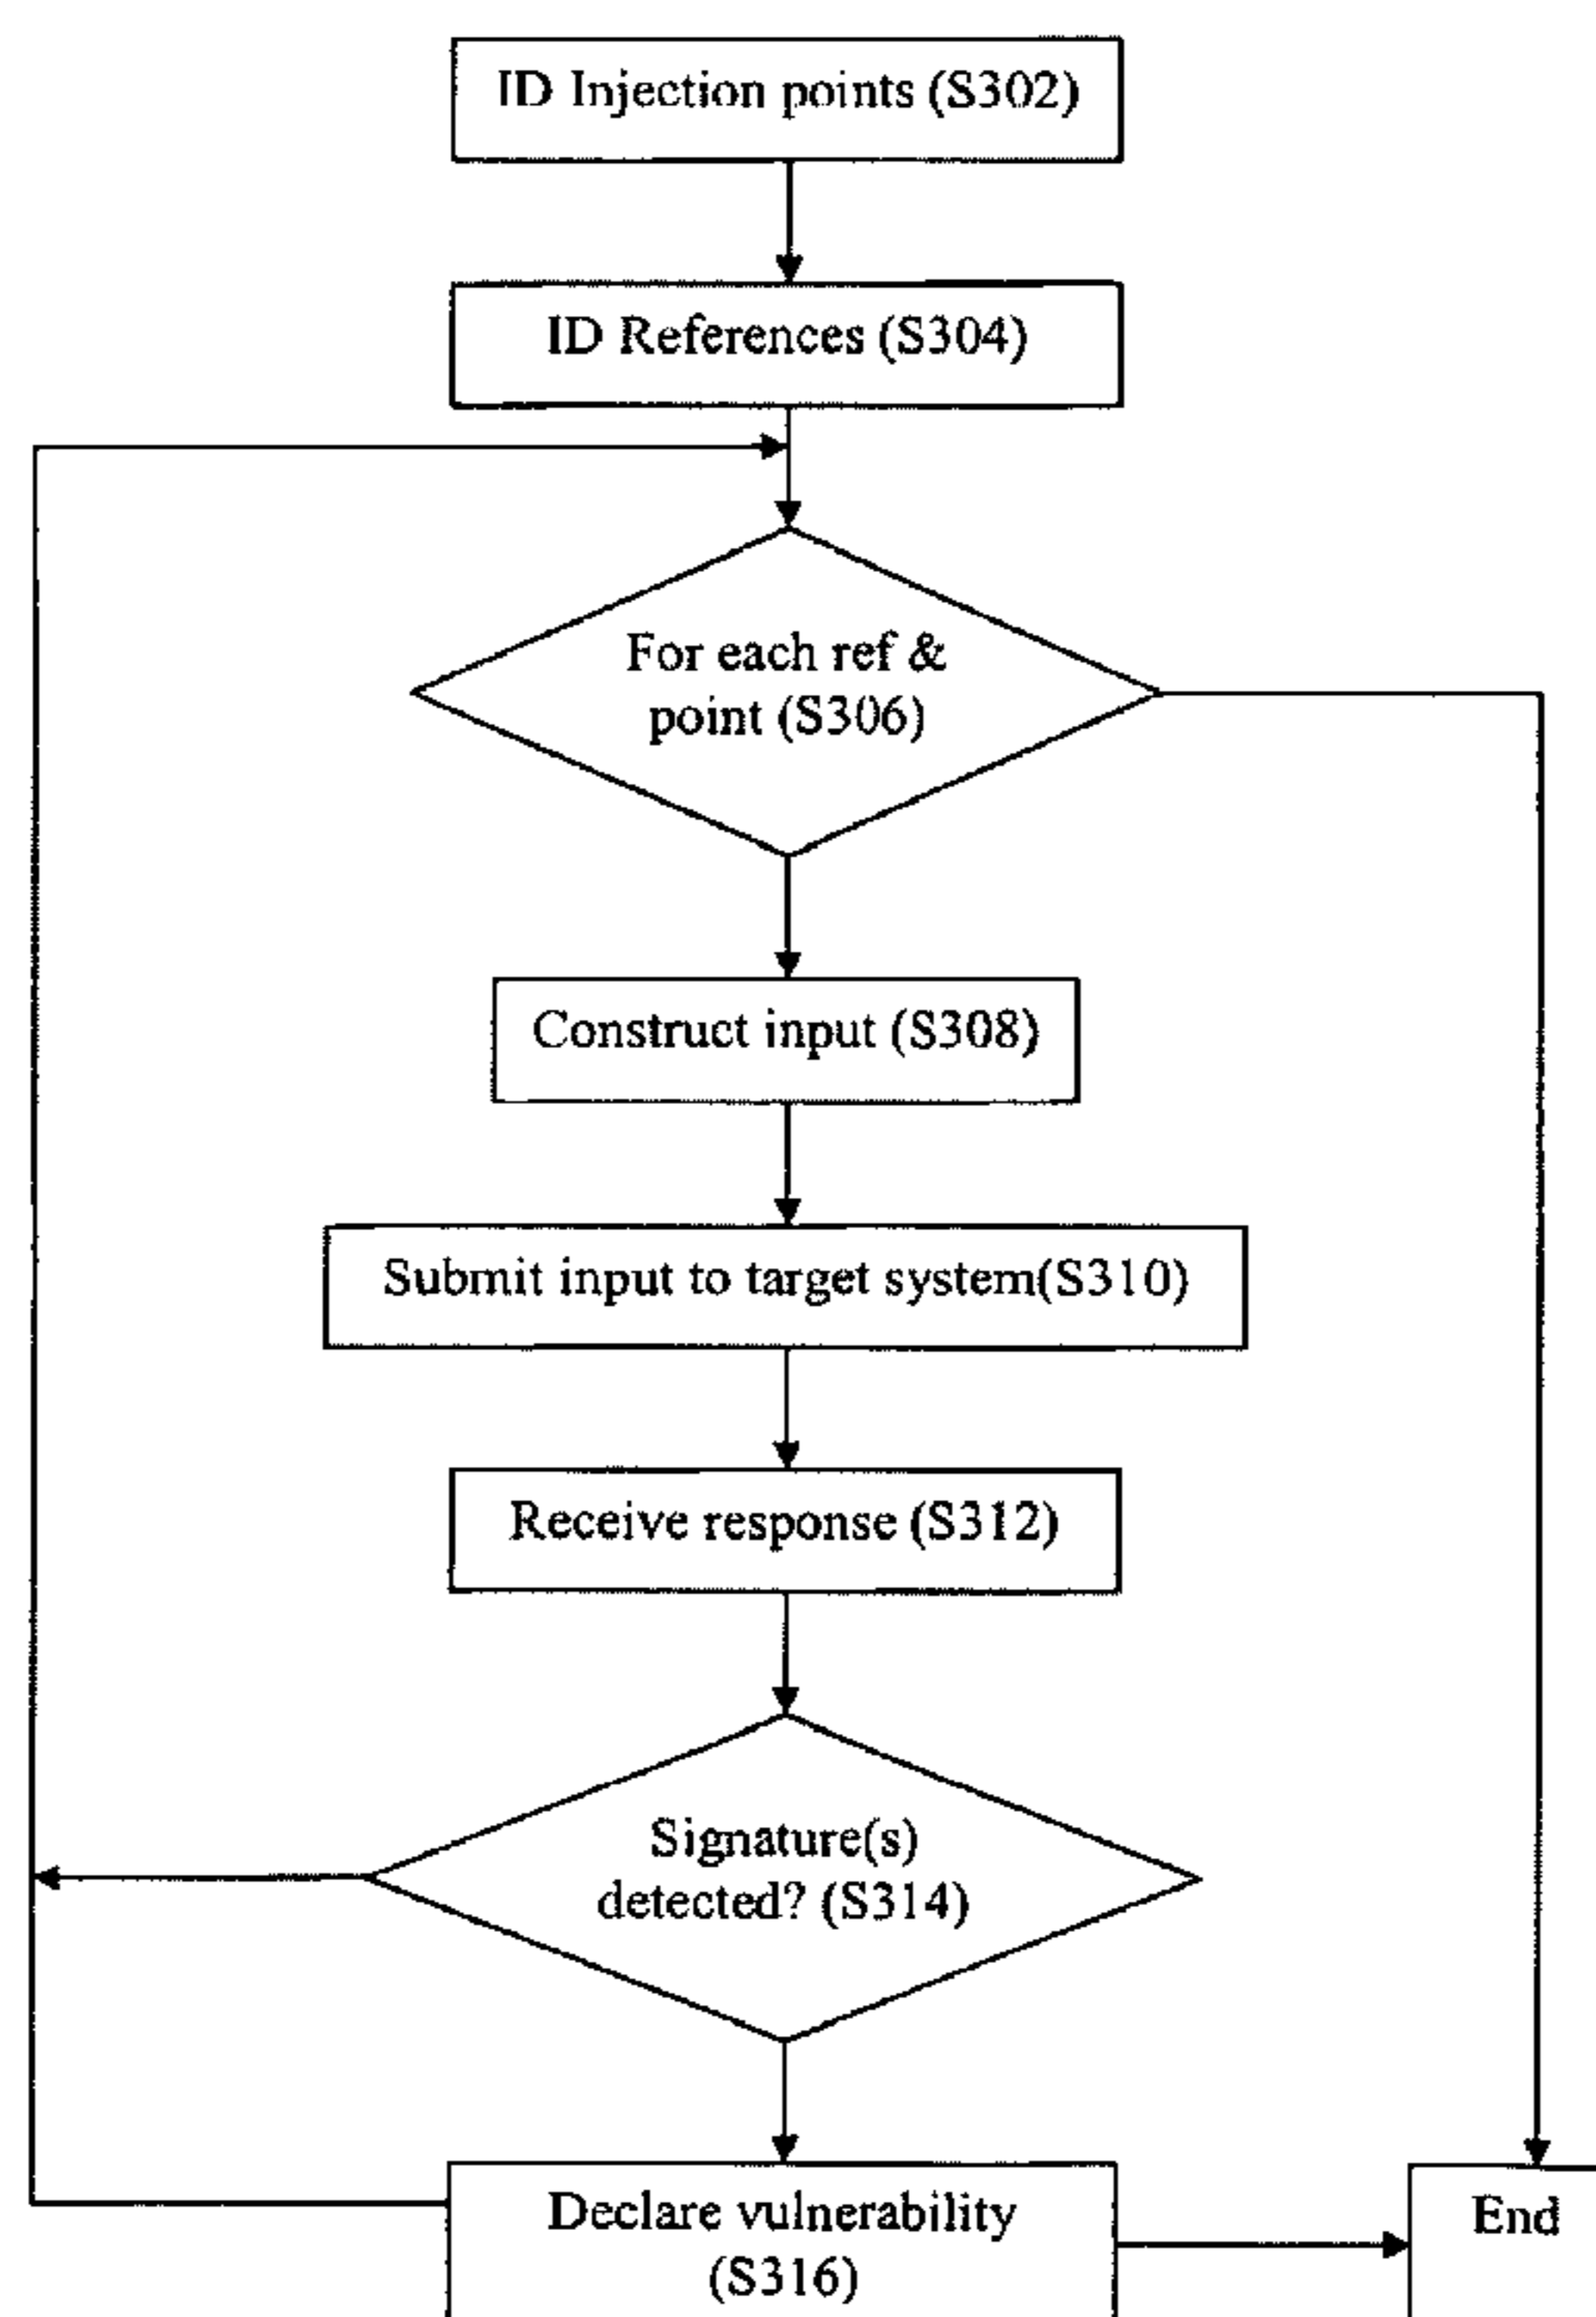 ID Injection points (S302)
ID References (S304)
For each ref &
point (S306)
Construct input (S308)
Submit input to target system(S310)
Receive response (S312)
Signature(s)
detected? (S314)
Declare vulnerability
(S316)
End